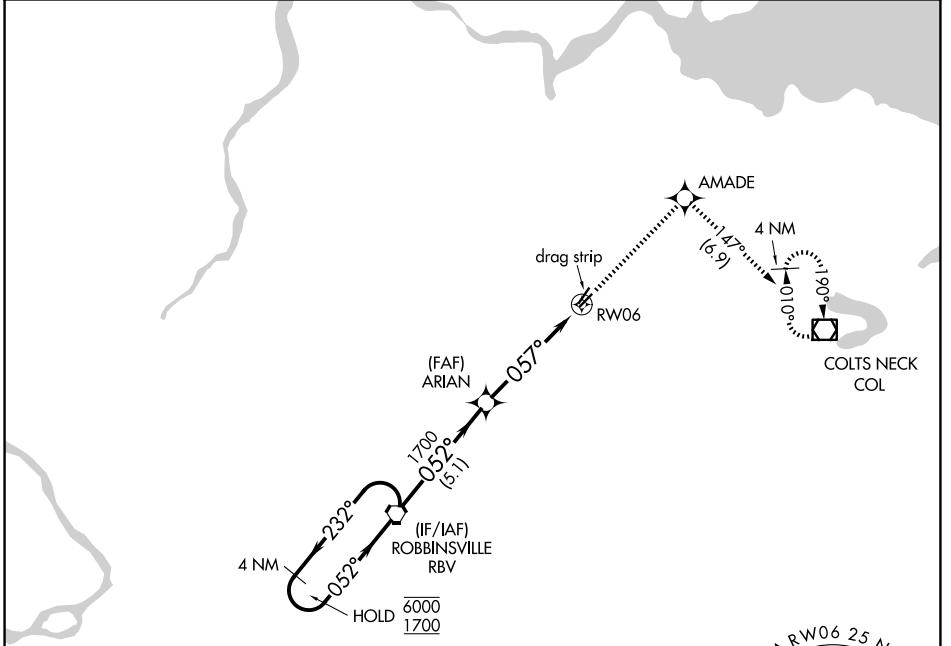 AMADE
4 NM
147°
(6.9)
190°
010°
drag strip
RW06
COLTS NECK
COL
(FAF)
ARIAN
057°
1700
052°
(5.1)
232°
(IF/IAF)
ROBBINSVILLE
RBV
4 NM
052°
HOLD
6000
1700
RW06 25 N